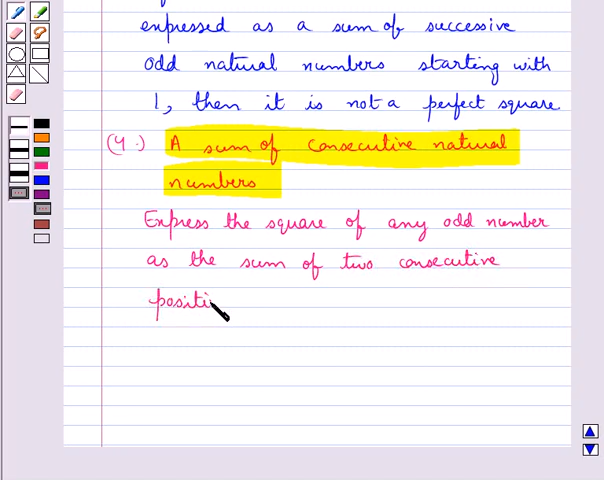 expressed as a sum of successive
odd natural numbers starting with
1, then it is not a perfect square
(4.) A sum of consecutive natural
numbers
Express the square of any odd number
as the sum of two consecutive
positi